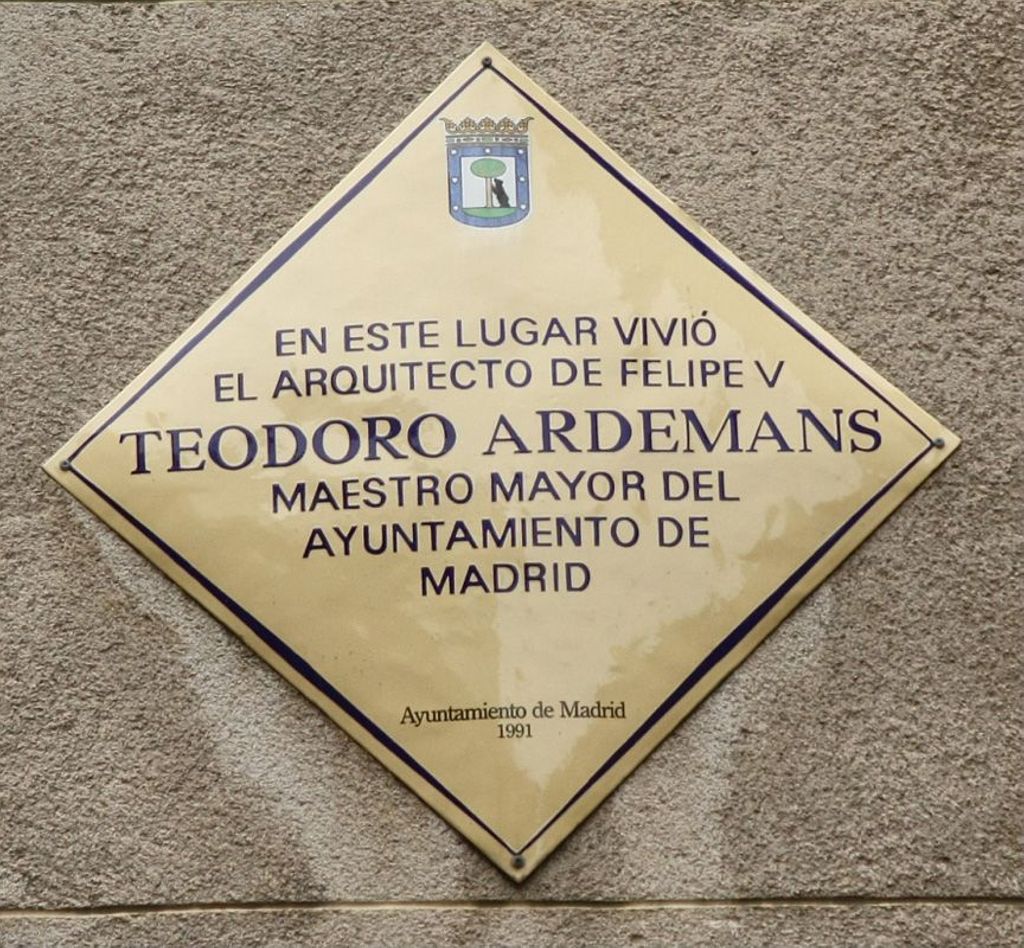 EN ESTE LUGAR VIVIÓ
EL ARQUITECTO DE FELIPE V
TEODORO ARDEMANS
MAESTRO MAYOR DEL
AYUNTAMIENTO DE
MADRID
Ayuntamiento de Madrid
1991